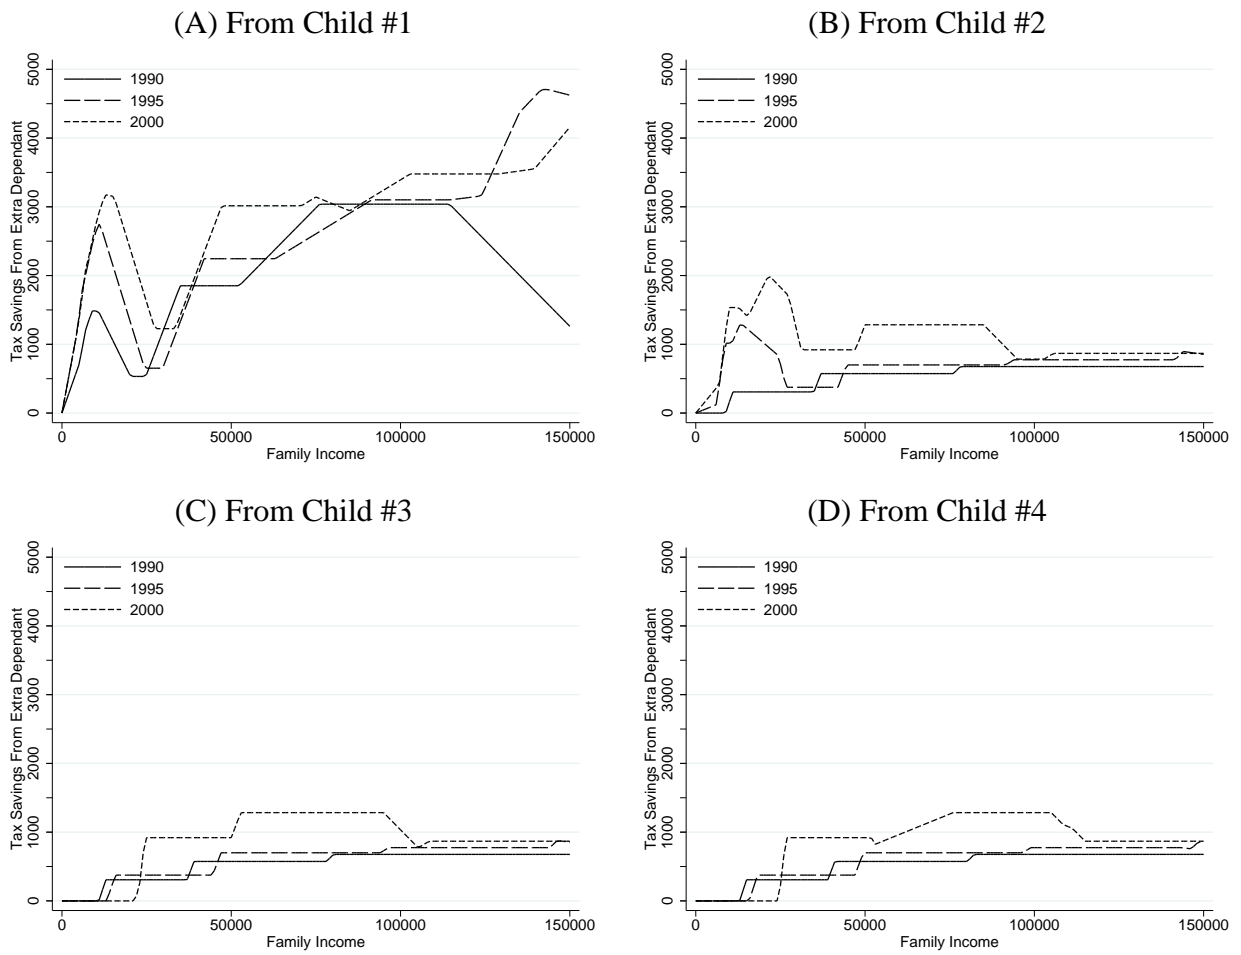 (A) From Child #1
Tax Savings From Extra Dependant
5000
4000
3000
2000
1000
0
1990
1995
2000
0 50000 100000 150000
Family Income
(B) From Child #2
Tax Savings From Extra Dependant
5000
4000
3000
2000
1000
0
1990
1995
2000
0 50000 100000 150000
Family Income
(C) From Child #3
Tax Savings From Extra Dependant
5000
4000
3000
2000
1000
0
1990
1995
2000
0 50000 100000 150000
Family Income
(D) From Child #4
Tax Savings From Extra Dependant
5000
4000
3000
2000
1000
0
1990
1995
2000
0 50000 100000 150000
Family Income